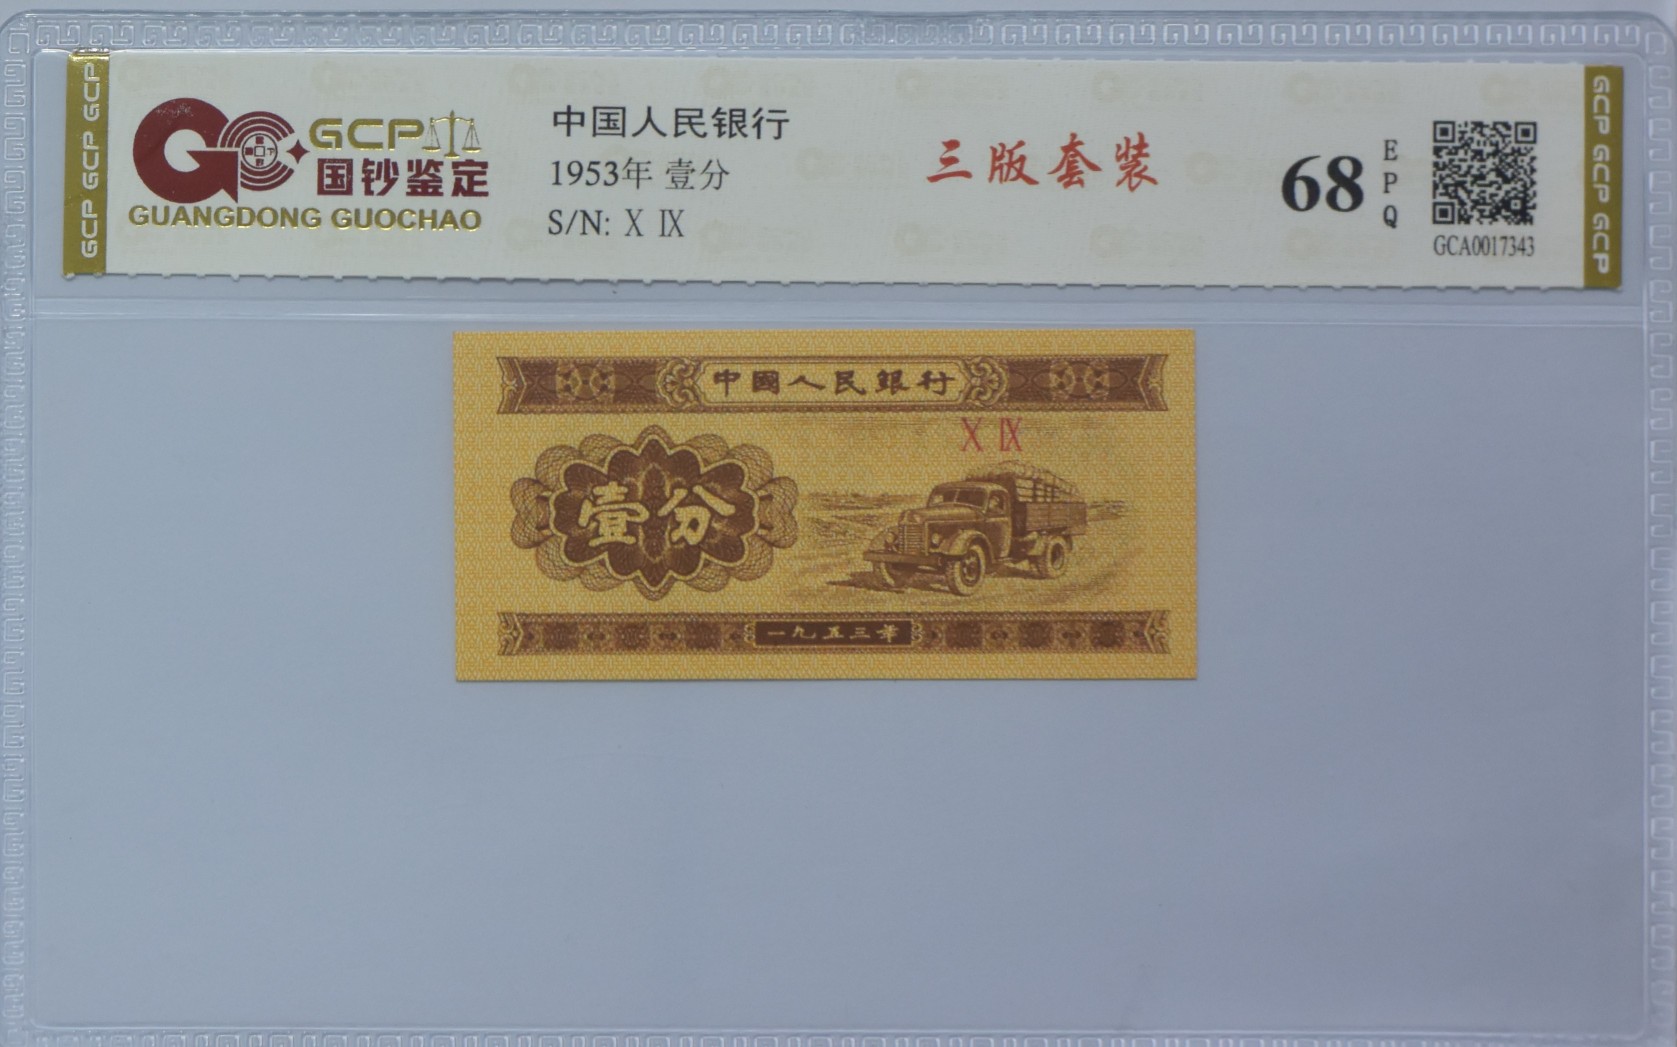 GCP GCP GCP
GCP
国钞鉴定
GUANGDONG GUOCHAO
中国人民银行
1953年 壹分
S/N: X IX
三版套装
68
E
P
Q
GCA0017343
GCP GCP GCP
中國人民銀行
X IX
壹分
一九五三年